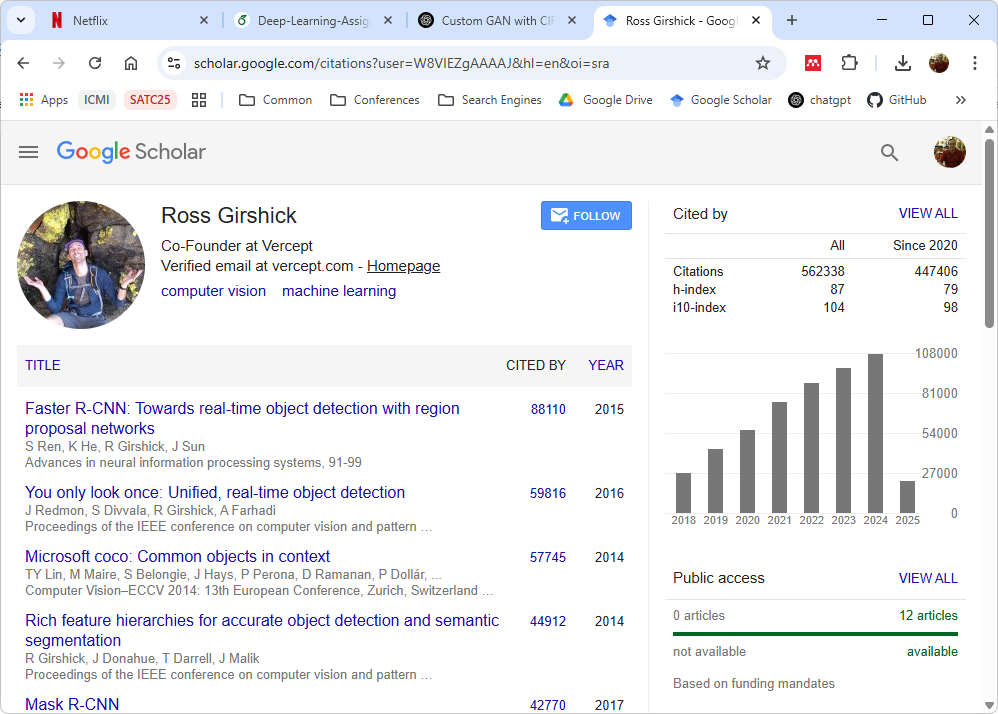 Netflix
Deep-Learning-Assig
Custom GAN with CIF
Ross Girshick - Googl
scholar.google.com/citations?user=W8VIEZgAAAAJ&hl=en&oi=sra
Apps ICMI SATC25 Common Conferences Search Engines Google Drive Google Scholar chatgpt GitHub
Google Scholar
Ross Girshick
FOLLOW
Co-Founder at Vercept
Verified email at vercept.com - Homepage
computer vision machine learning
TITLE CITED BY YEAR
Faster R-CNN: Towards real-time object detection with region 88110 2015
proposal networks
S Ren, K He, R Girshick, J Sun
Advances in neural information processing systems, 91-99
You only look once: Unified, real-time object detection 59816 2016
J Redmon, S Divvala, R Girshick, A Farhadi
Proceedings of the IEEE conference on computer vision and pattern …
Microsoft coco: Common objects in context 57745 2014
TY Lin, M Maire, S Belongie, J Hays, P Perona, D Ramanan, P Dollár, ...
Computer Vision–ECCV 2014: 13th European Conference, Zurich, Switzerland …
Rich feature hierarchies for accurate object detection and semantic 44912 2014
segmentation
R Girshick, J Donahue, T Darrell, J Malik
Proceedings of the IEEE conference on computer vision and pattern …
Mask R-CNN 42770 2017
Cited by VIEW ALL
All Since 2020
Citations 562338 447406
h-index 87 79
i10-index 104 98
108000
81000
54000
27000
0
2018 2019 2020 2021 2022 2023 2024 2025
Public access VIEW ALL
0 articles 12 articles
not available available
Based on funding mandates